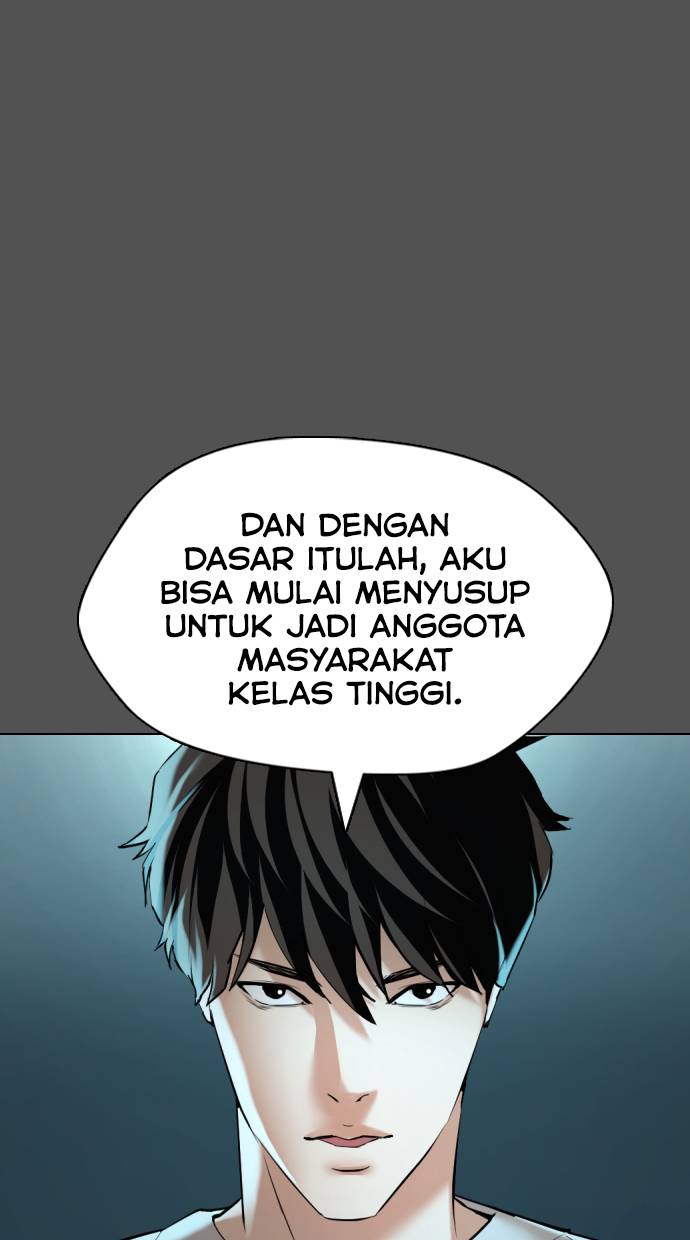 DAN DENGAN
DASAR ITULAH, AKU
BISA MULAI MENYUSUP
UNTUK JADI ANGGOTA
MASYARAKAT
KELAS TINGGI.